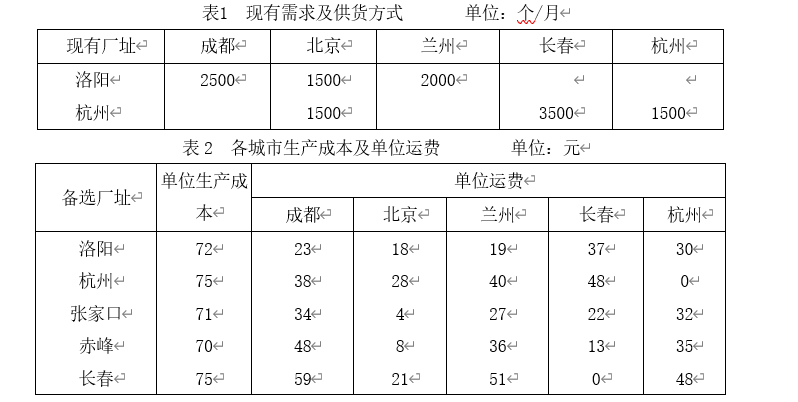 表1 现有需求及供货方式 单位：个/月
现有厂址 成都 北京 兰州 长春 杭州
洛阳 2500 1500 2000
杭州 1500 3500 1500
表 2 各城市生产成本及单位运费 单位：元
备选厂址 单位生产成本 单位运费
成都 北京 兰州 长春 杭州
洛阳 72 23 18 19 37 30
杭州 75 38 28 40 48 0
张家口 71 34 4 27 22 32
赤峰 70 48 8 36 13 35
长春 75 59 21 51 0 48